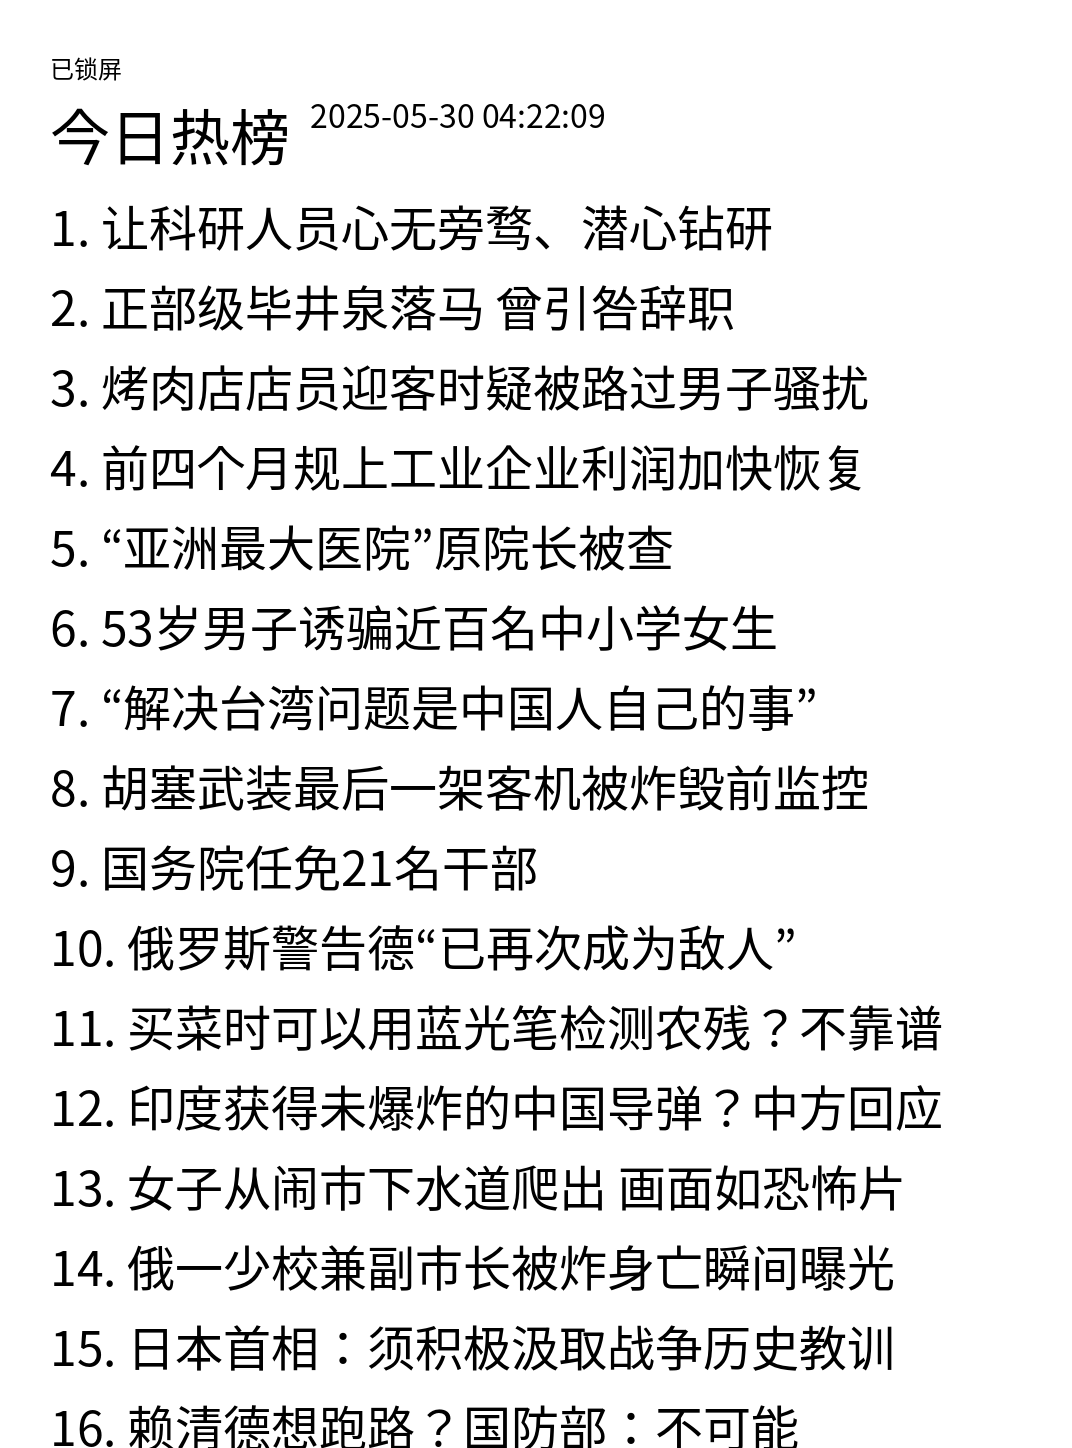 已锁屏
今日热榜 2025-05-30 04:22:09
1. 让科研人员心无旁骛、潜心钻研
2. 正部级毕井泉落马 曾引咎辞职
3. 烤肉店店员迎客时疑被路过男子骚扰
4. 前四个月规上工业企业利润加快恢复
5. “亚洲最大医院”原院长被查
6. 53岁男子诱骗近百名中小学女生
7. “解决台湾问题是中国人自己的事”
8. 胡塞武装最后一架客机被炸毁前监控
9. 国务院任免21名干部
10. 俄罗斯警告德“已再次成为敌人”
11. 买菜时可以用蓝光笔检测农残？不靠谱
12. 印度获得未爆炸的中国导弹？中方回应
13. 女子从闹市下水道爬出 画面如恐怖片
14. 俄一少校兼副市长被炸身亡瞬间曝光
15. 日本首相：须积极汲取战争历史教训
16. 赖清德想跑路？国防部：不可能